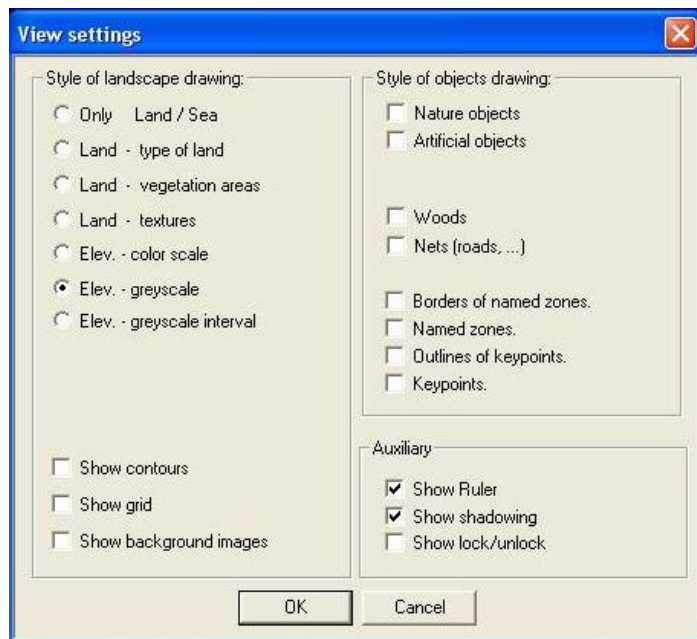 View settings
Style of landscape drawing:
Only Land / Sea
Land - type of land
Land - vegetation areas
Land - textures
Elev. - color scale
Elev. - greyscale
Elev. - greyscale interval
Show contours
Show grid
Show background images
Style of objects drawing:
Nature objects
Artificial objects
Woods
Nets (roads, ...)
Borders of named zones.
Named zones.
Outlines of keypoints.
Keypoints.
Auxiliary
Show Ruler
Show shadowing
Show lock/unlock
OK
Cancel